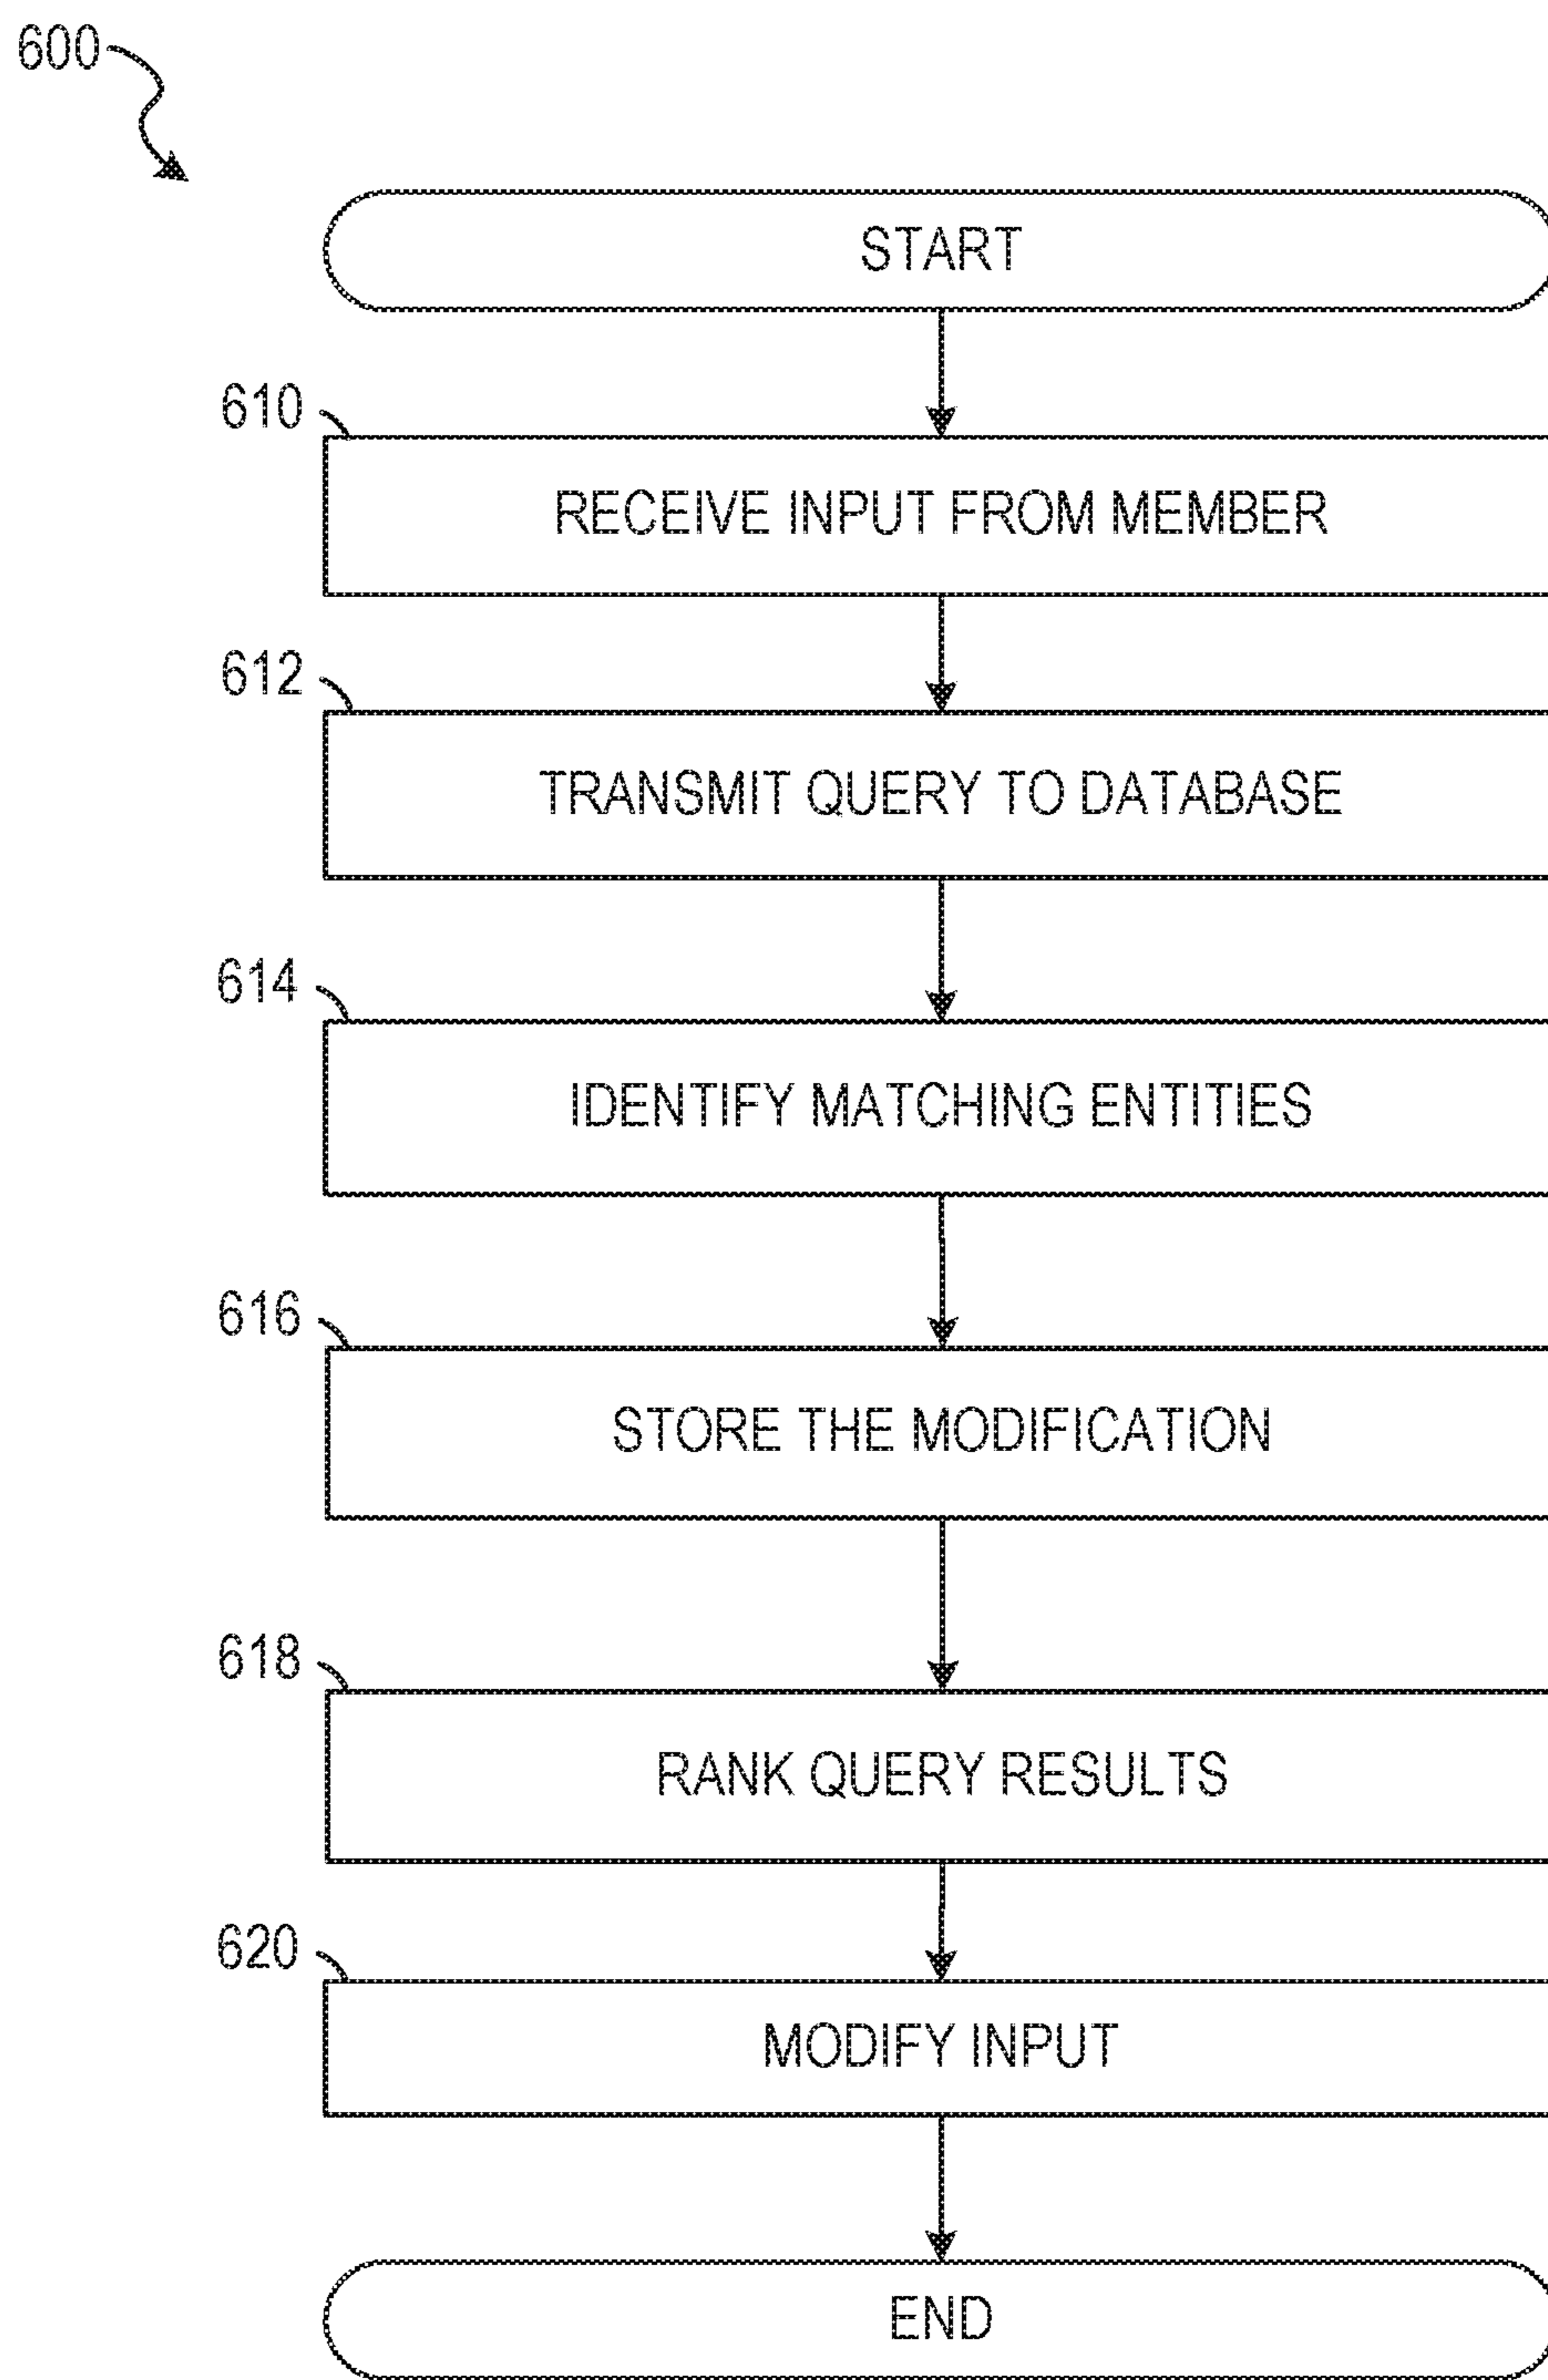 600
START
610
RECEIVE INPUT FROM MEMBER
612
TRANSMIT QUERY TO DATABASE
614
IDENTIFY MATCHING ENTITIES
616
STORE THE MODIFICATION
618
RANK QUERY RESULTS
620
MODIFY INPUT
END